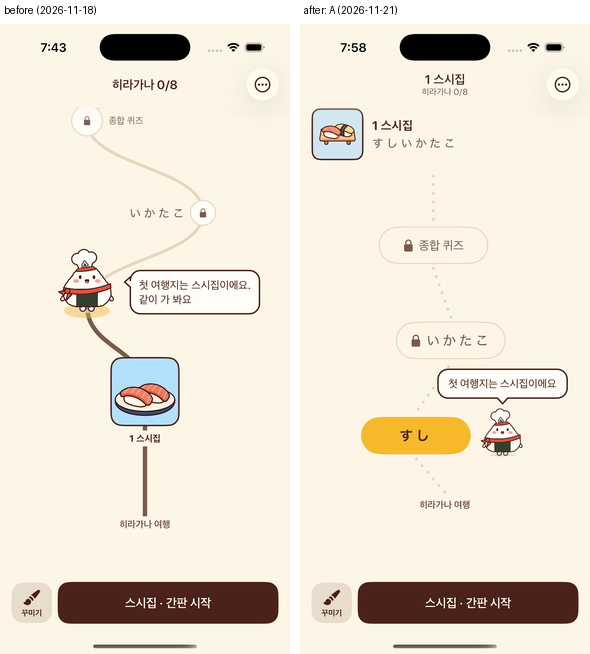 before (2026-11-18)
7:43
히라가나 0/8
종합 퀴즈
いかたこ
첫 여행지는 스시집이에요.
같이 가 봐요
1 스시집
히라가나 여행
꾸미기
스시집 · 간판 시작
after: A (2026-11-21)
7:58
1 스시집
히라가나 0/8
1 스시집
すしいかたこ
종합 퀴즈
いかたこ
첫 여행지는 스시집이에요
すし
히라가나 여행
꾸미기
스시집 · 간판 시작